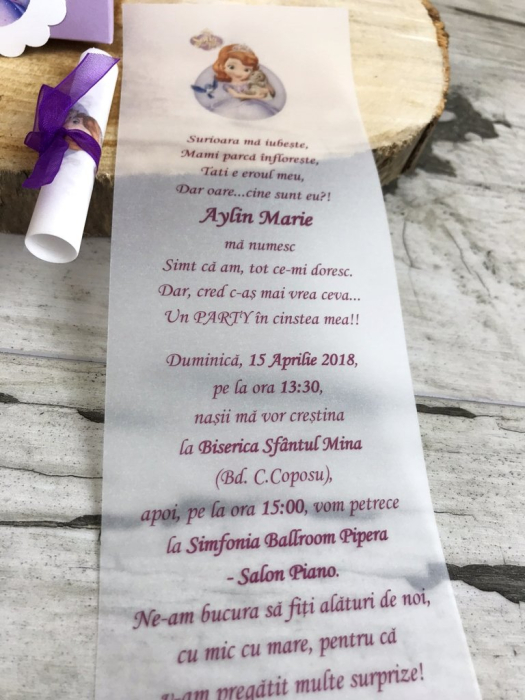 Surioara mă iubește,
Mami parcă înflorește,
Tati e eroul meu,
Dar oare...cine sunt eu?!
Aylin Marie
mă numesc
Simt că am, tot ce-mi doresc.
Dar, cred c-aș mai vrea ceva...
Un PARTY în cinstea mea!!
Duminică, 15 Aprilie 2018,
pe la ora 13:30,
nașii mă vor creștina
la Biserica Sfântul Mina
(Bd. C.Coposu),
apoi, pe la ora 15:00, vom petrece
la Simfonia Ballroom Pipera
- Salon Piano.
Ne-am bucura să fiți alături de noi,
cu mic cu mare, pentru că
v-am pregătit multe surprize!